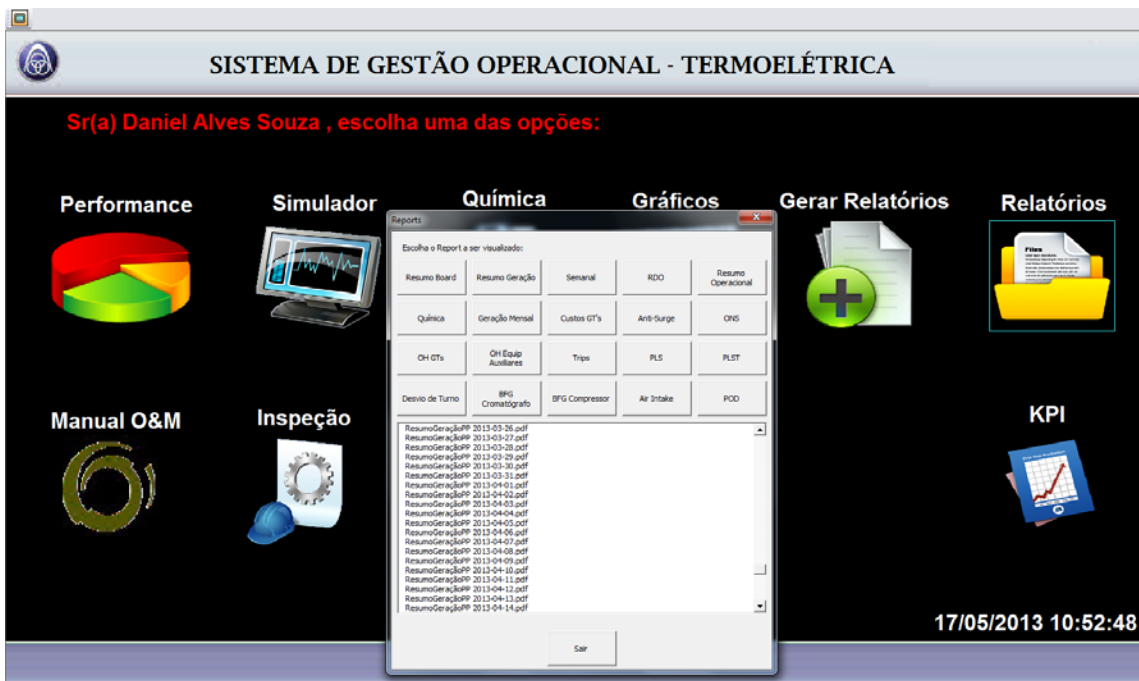 SISTEMA DE GESTÃO OPERACIONAL - TERMOELÉTRICA
Sr(a) Daniel Alves Souza , escolha uma das opções:
Performance
Simulador
Química
Gráficos
Gerar Relatórios
Relatórios
Files
Reports
Escolha o Report a ser visualizado:
Resumo Board
Resumo Geração
Semanal
RDO
Resumo
Operacional
Química
Geração Mensal
Custos GT's
Anti-Surge
ONS
OH GTs
OH Equip
Auxiliares
Trips
PLS
PLST
Desvio de Turno
BFG
Cromatógrafo
BFG Compressor
Air Intake
POD
Manual O&M
Inspeção
KPI
ResumoGeraçãoPP 2013-03-26.pdf
ResumoGeraçãoPP 2013-03-27.pdf
ResumoGeraçãoPP 2013-03-28.pdf
ResumoGeraçãoPP 2013-03-29.pdf
ResumoGeraçãoPP 2013-03-30.pdf
ResumoGeraçãoPP 2013-03-31.pdf
ResumoGeraçãoPP 2013-04-01.pdf
ResumoGeraçãoPP 2013-04-02.pdf
ResumoGeraçãoPP 2013-04-03.pdf
ResumoGeraçãoPP 2013-04-04.pdf
ResumoGeraçãoPP 2013-04-05.pdf
ResumoGeraçãoPP 2013-04-06.pdf
ResumoGeraçãoPP 2013-04-07.pdf
ResumoGeraçãoPP 2013-04-08.pdf
ResumoGeraçãoPP 2013-04-09.pdf
ResumoGeraçãoPP 2013-04-10.pdf
ResumoGeraçãoPP 2013-04-11.pdf
ResumoGeraçãoPP 2013-04-12.pdf
ResumoGeraçãoPP 2013-04-13.pdf
ResumoGeraçãoPP 2013-04-14.pdf
17/05/2013 10:52:48
Sair